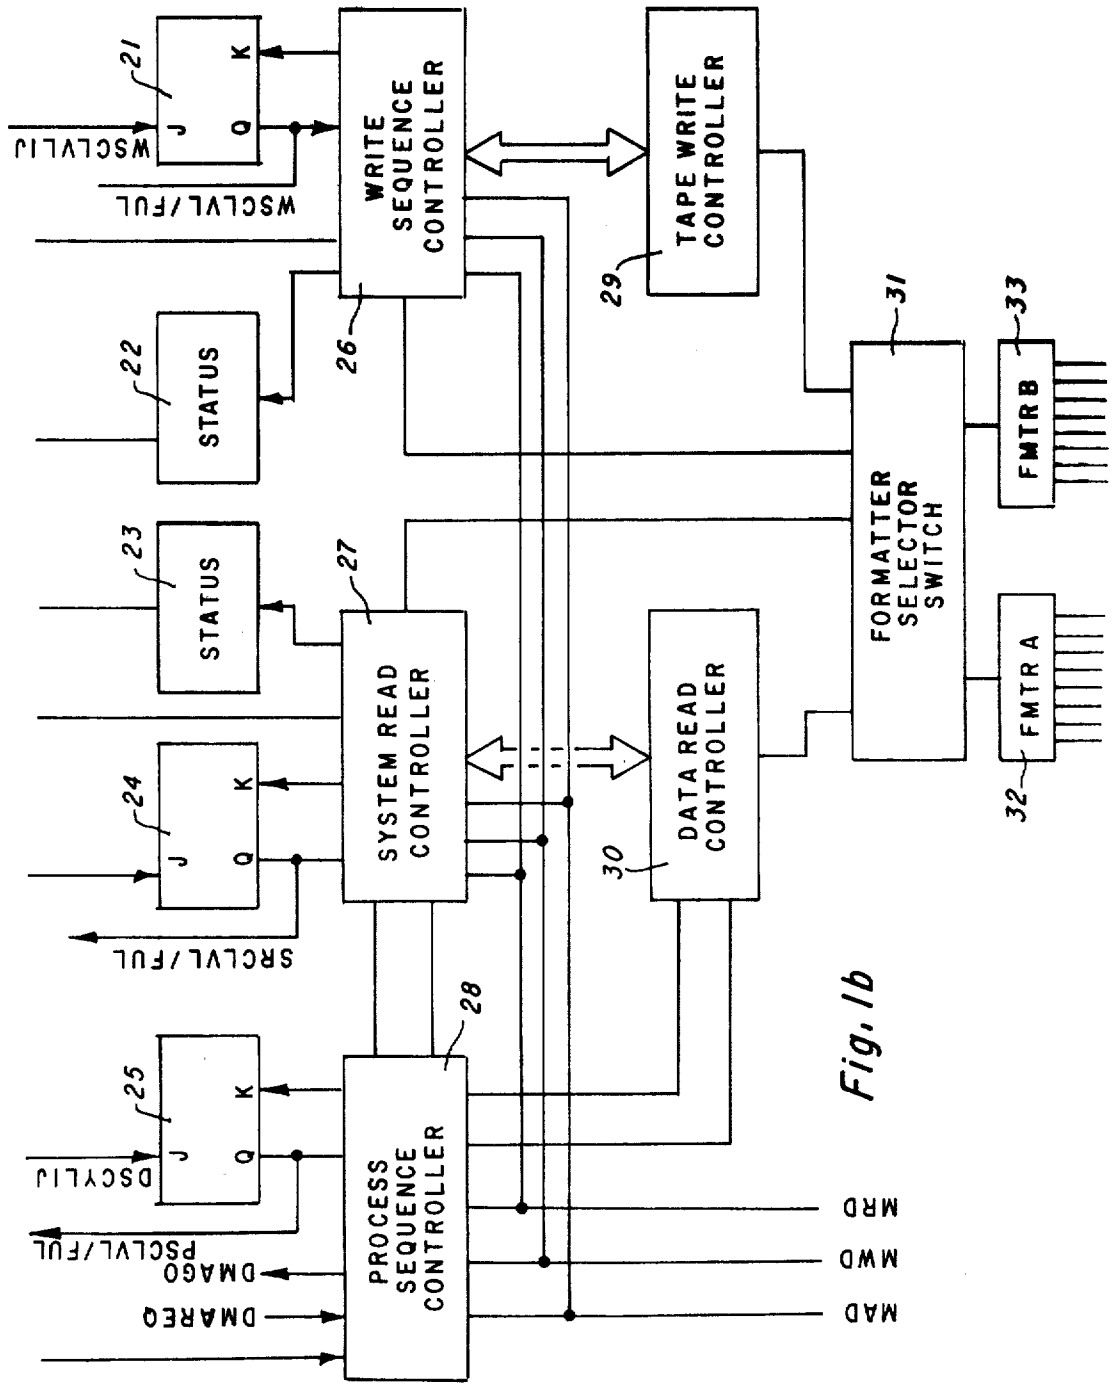 WSCLVLIJ
WSCLVL/FUL
21
J
K
Q
22
STATUS
23
STATUS
24
J
K
Q
SRCLVL/FUL
25
J
K
Q
DSCYLIJ
PSCLVL/FUL
DMAGO
DMAREQ
WRITE
SEQUENCE
CONTROLLER
26
SYSTEM READ
CONTROLLER
27
PROCESS
SEQUENCE
CONTROLLER
28
TAPE WRITE
CONTROLLER
29
DATA READ
CONTROLLER
30
MRD
MWD
MAD
FORMATTER
SELECTOR
SWITCH
31
FMTR A
32
FMTR B
33
Fig. 1b